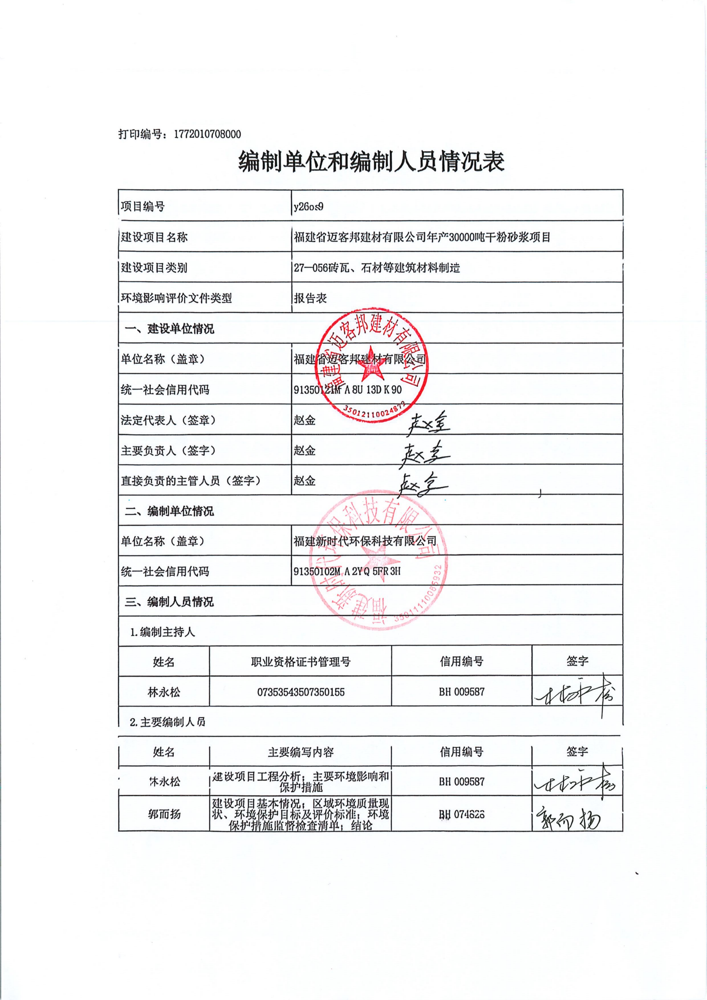 打印编号：1772010708000
编制单位和编制人员情况表
项目编号 y26os9
建设项目名称 福建省迈客邦建材有限公司年产30000吨干粉砂浆项目
建设项目类别 27—056砖瓦、石材等建筑材料制造
环境影响评价文件类型 报告表
一、建设单位情况
单位名称（盖章） 福建省迈客邦建材有限公司
统一社会信用代码 91350121MA8U13DK90
法定代表人（签章） 赵金 赵金
主要负责人（签字） 赵金 赵金
直接负责的主管人员（签字） 赵金 赵金
福建省迈客邦建材有限公司
35012110024872
二、编制单位情况
单位名称（盖章） 福建新时代环保科技有限公司
统一社会信用代码 91350102MA2YQ5FR3H
福建新时代环保科技有限公司
三、编制人员情况
1.编制主持人
姓名 职业资格证书管理号 信用编号 签字
林永松 07353543507350155 BH 009587 林永松
2.主要编制人员
姓名 主要编写内容 信用编号 签字
林永松 建设项目工程分析；主要环境影响和 BH 009587 林永松
保护措施
建设项目基本情况；区域环境质量现
郭而扬 状、环境保护目标及评价标准；环境 BH 郭而扬
保护措施监督检查清单；结论